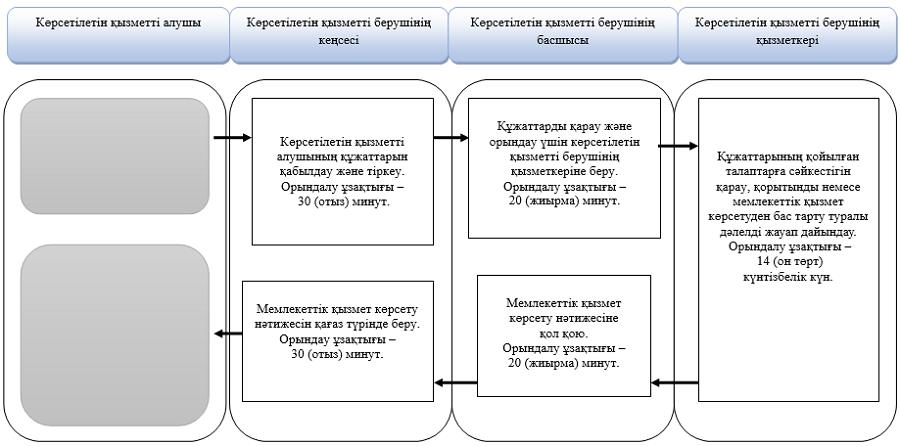 Көрсетілетін қызметті алушы
Көрсетілетін қызметті берушінің
кеңсесі
Көрсетілетін қызметті берушінің
басшысы
Көрсетілетін қызметті берушінің
қызметкері
Көрсетілетін қызметті
алушының құжаттарын
қабылдау және тіркеу.
Орындалу ұзақтығы –
30 (отыз) минут.
Құжаттарды қарау және
орындау үшін көрсетілетін
қызметті берушінің
қызметкеріне беру.
Орындалу ұзақтығы –
20 (жиырма) минут.
Құжаттарының қойылған
талаптарға сәйкестігін
қарау, қорытынды немесе
мемлекеттік қызмет
көрсетуден бас тарту туралы
дәлелді жауап дайындау.
Орындалу ұзақтығы –
14 (он төрт)
күнтізбелік күн.
Мемлекеттік қызмет
көрсету нәтижесіне
қол қою.
Орындалу ұзақтығы –
20 (жиырма) минут.
Мемлекеттік қызмет көрсету
нәтижесін қағаз түрінде беру.
Орындау ұзақтығы –
30 (отыз) минут.